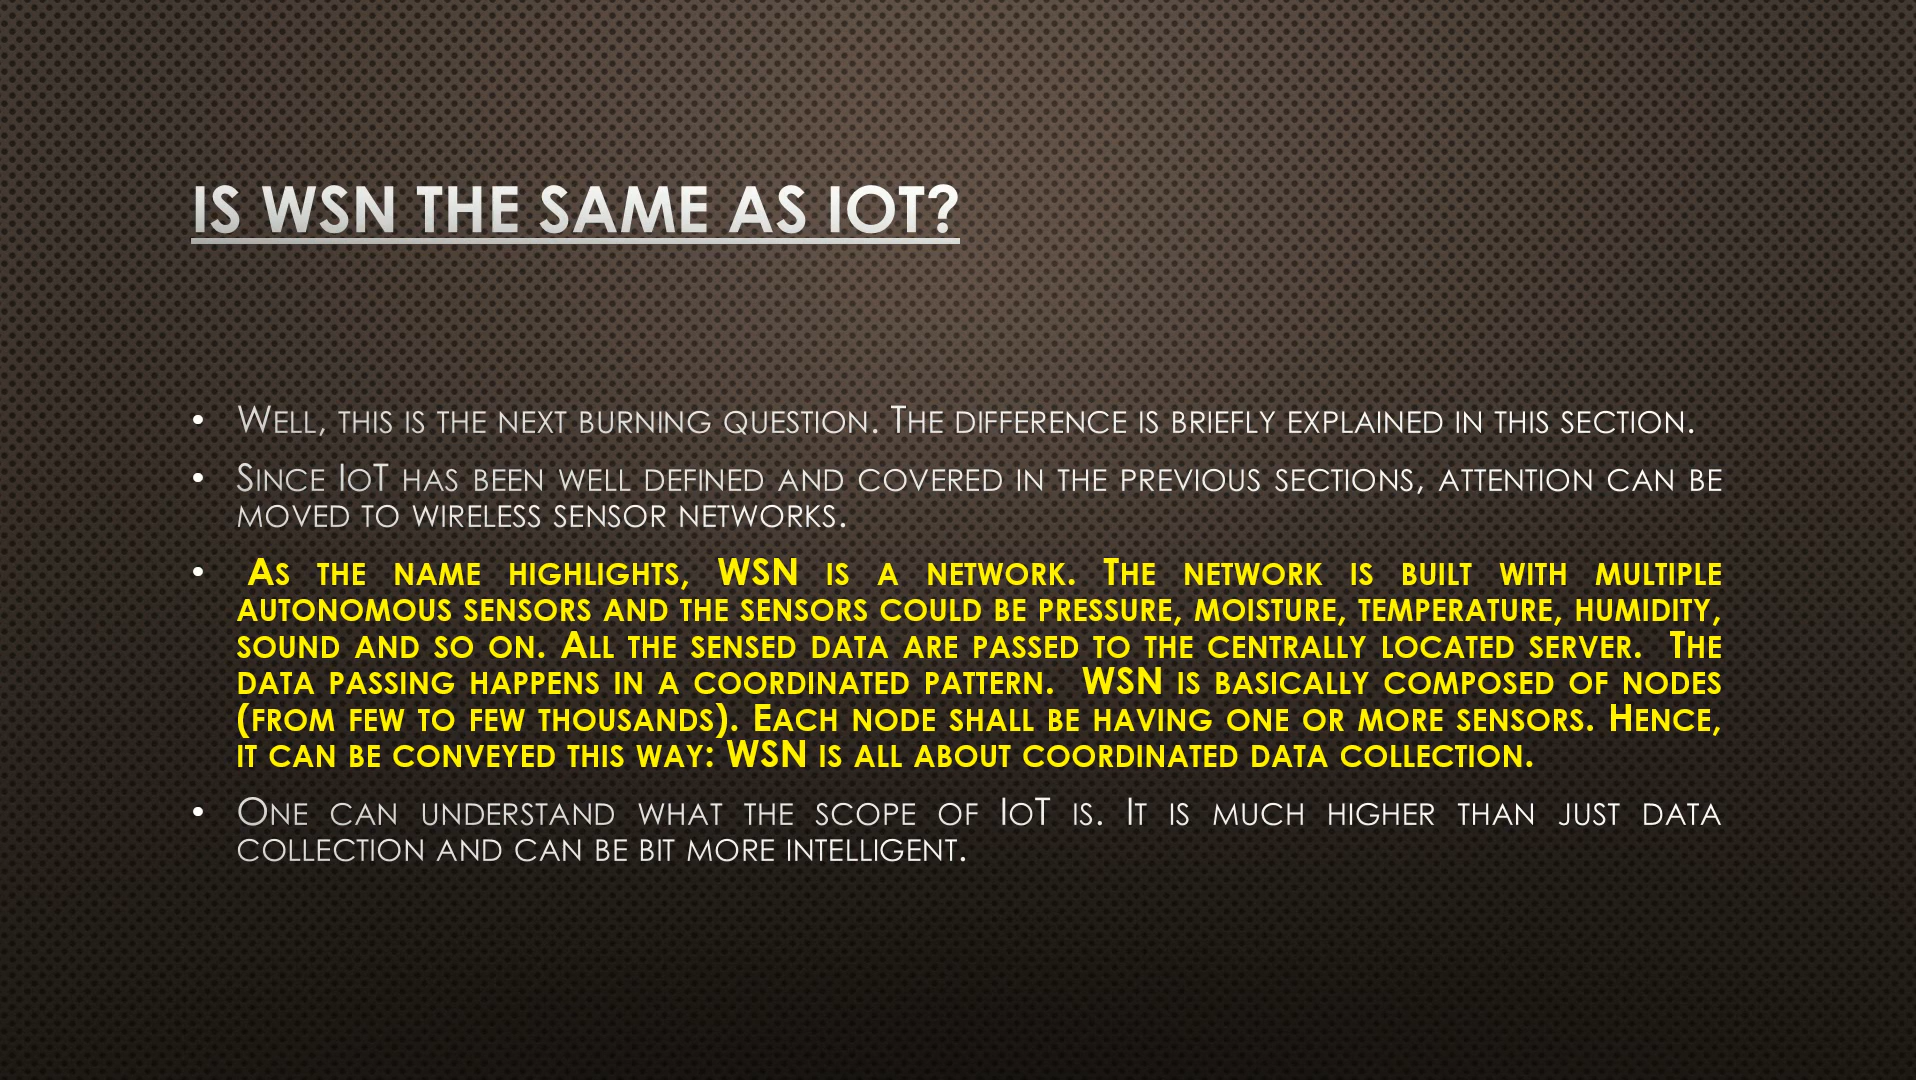 IS WSN THE SAME AS IOT?
• Well, this is the next burning question. The difference is briefly explained in this section.
• Since IoT has been well defined and covered in the previous sections, attention can be
moved to wireless sensor networks.
• As the name highlights, WSN is a network. The network is built with multiple
autonomous sensors and the sensors could be pressure, moisture, temperature, humidity,
sound and so on. All the sensed data are passed to the centrally located server. The
data passing happens in a coordinated pattern. WSN is basically composed of nodes
(from few to few thousands). Each node shall be having one or more sensors. Hence,
it can be conveyed this way: WSN is all about coordinated data collection.
• One can understand what the scope of IoT is. It is much higher than just data
collection and can be bit more intelligent.